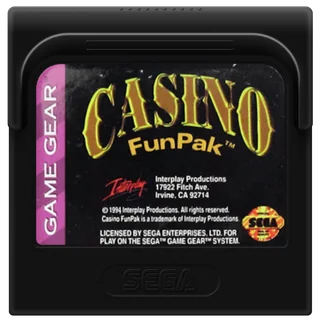 GAME GEAR
CASINO
FunPak™
Interplay
Interplay Productions
17922 Fitch Ave.
Irvine, CA 92714
© 1994 Interplay Productions. All rights reserved.
Casino FunPak is a trademark of Interplay Productions
LICENSED BY SEGA ENTERPRISES. LTD. FOR
PLAY ON THE SEGA™ GAME GEAR™ SYSTEM.
SEGA
SEGA